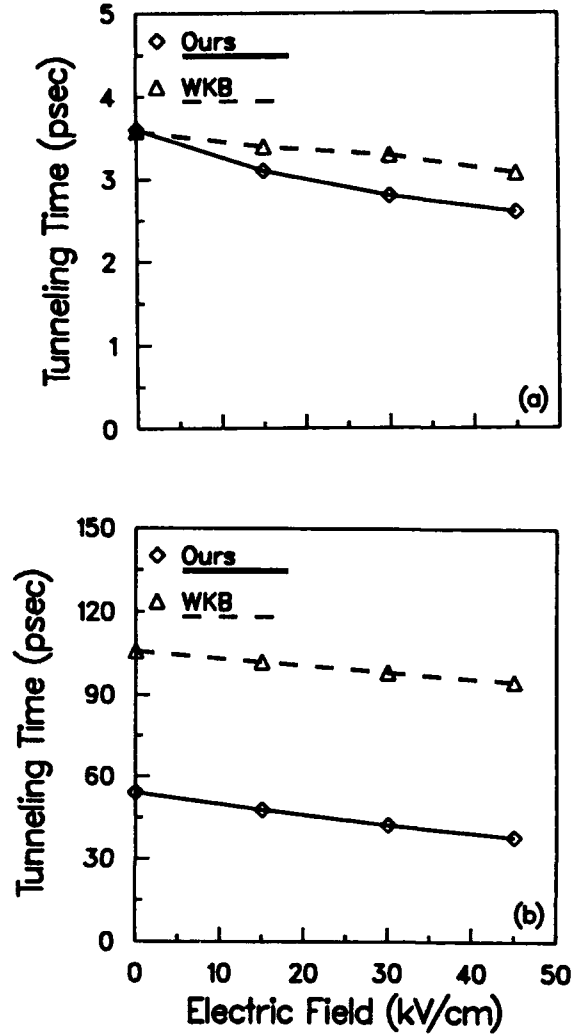 5
4
3
2
1
0
Tunneling Time (psec)
Ours
WKB
(a)
150
120
90
60
30
0
Tunneling Time (psec)
Ours
WKB
(b)
0 10 20 30 40 50
Electric Field (kV/cm)